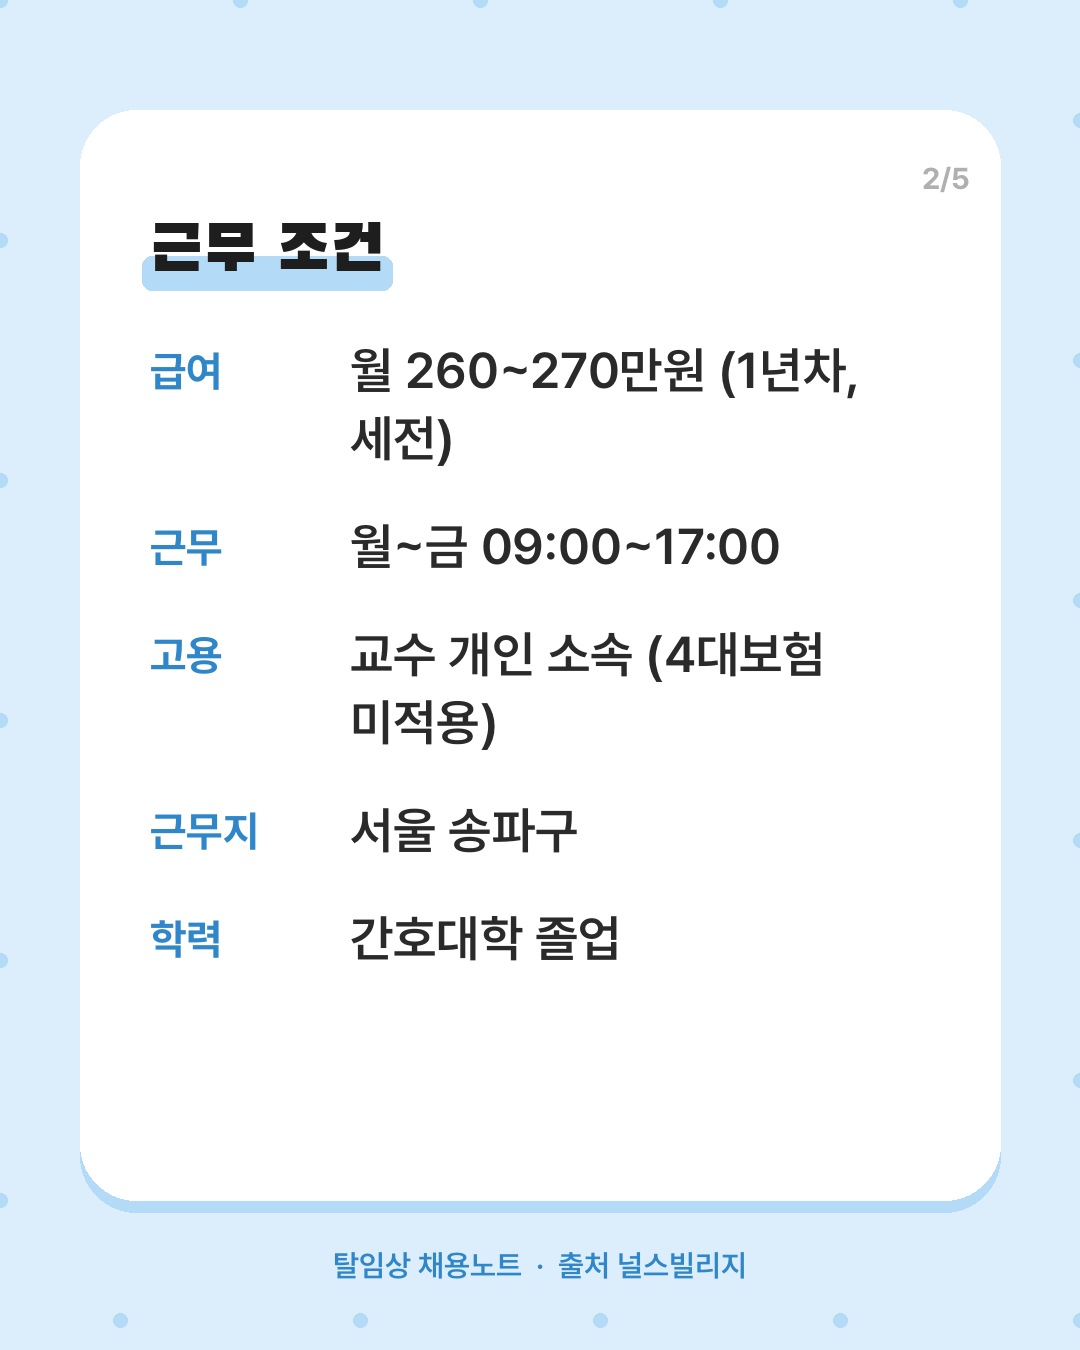 2/5
근무 조건
급여 월 260~270만원 (1년차,
세전)
근무 월~금 09:00~17:00
고용 교수 개인 소속 (4대보험
미적용)
근무지 서울 송파구
학력 간호대학 졸업
탈임상 채용노트 · 출처 널스빌리지